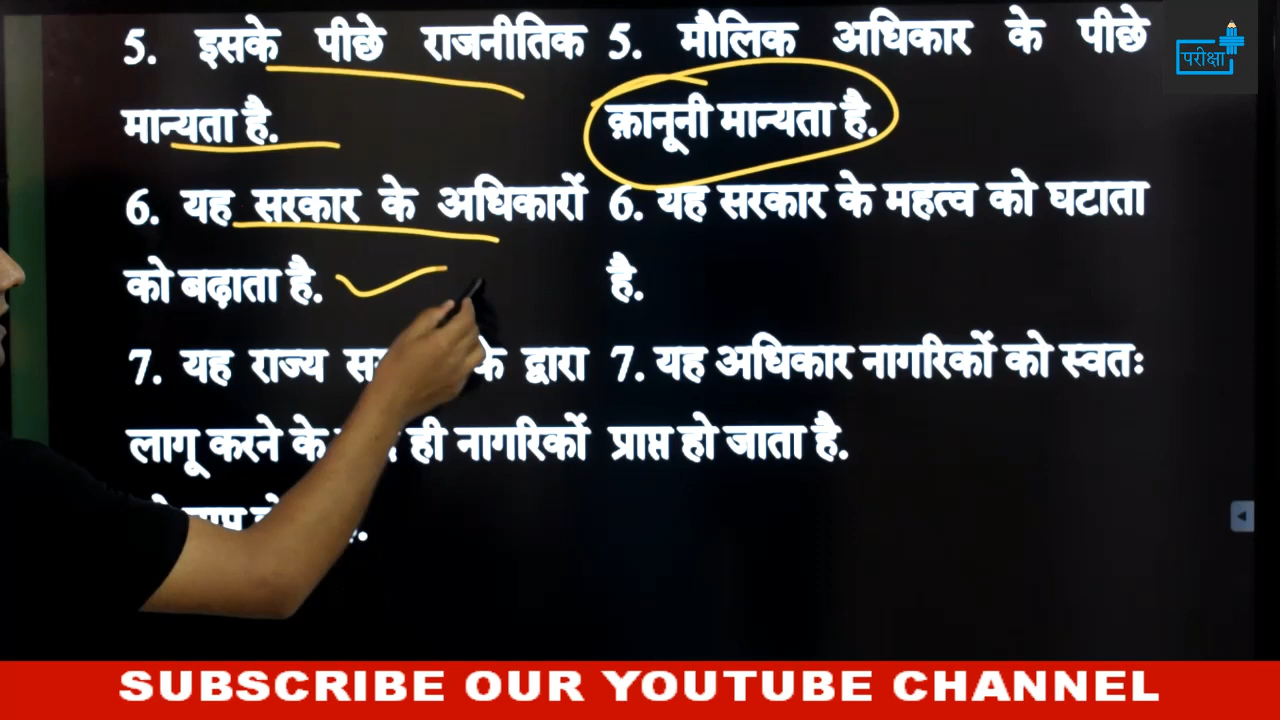 5. इसके पीछे राजनीतिक
मान्यता है.
6. यह सरकार के अधिकारों
को बढ़ाता है.
7. यह राज्य के द्वारा
लागू करने के ही नागरिकों
5. मौलिक अधिकार के पीछे
क़ानूनी मान्यता है.
6. यह सरकार के महत्व को घटाता
है.
7. यह अधिकार नागरिकों को स्वतः
प्राप्त हो जाता है.
परीक्षा
SUBSCRIBE OUR YOUTUBE CHANNEL